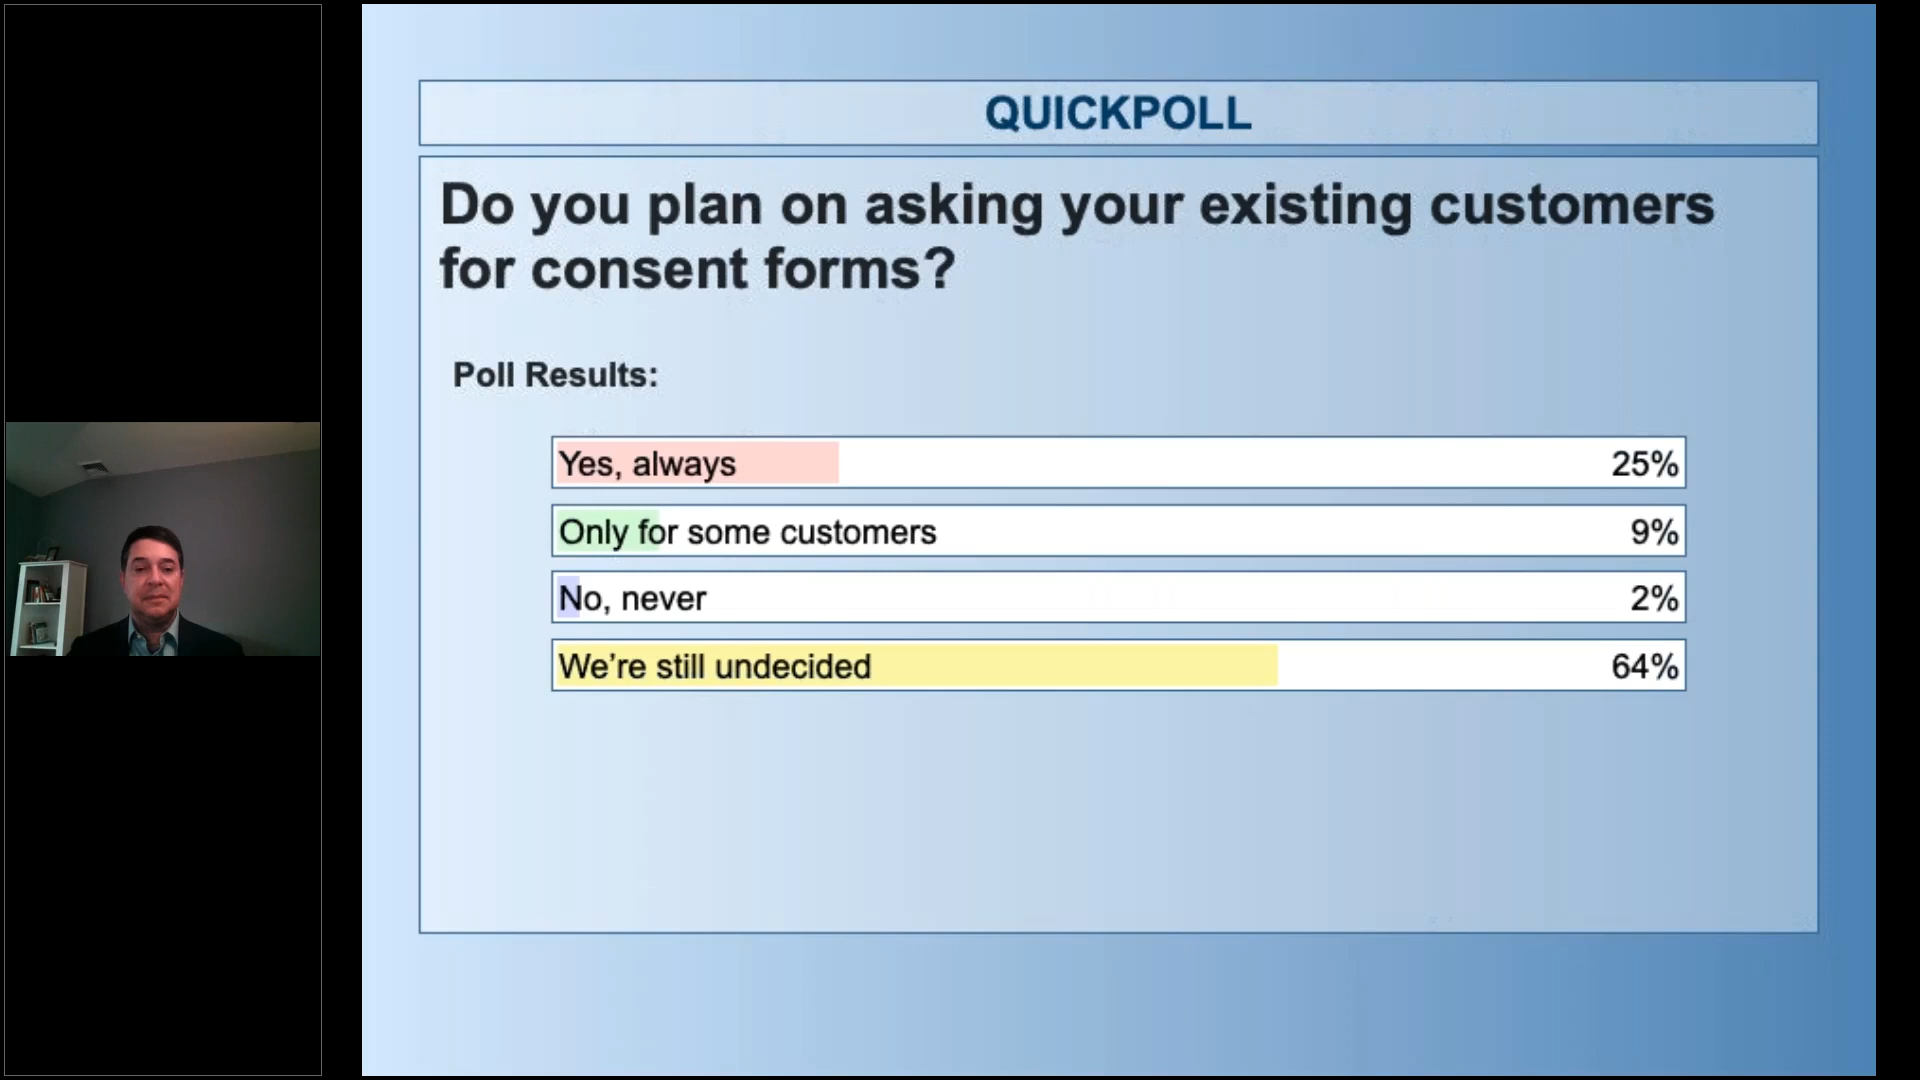 QUICKPOLL
Do you plan on asking your existing customers
for consent forms?
Poll Results:
Yes, always 25%
Only for some customers 9%
No, never 2%
We’re still undecided 64%